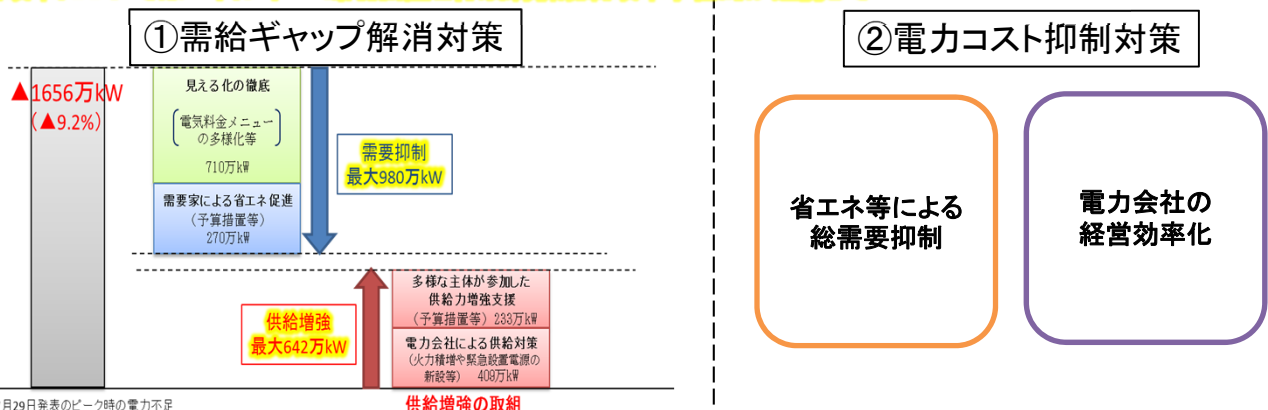 ①需給ギャップ解消対策
▲1656万kW
(▲9.2%)
見える化の徹底
電気料金メニュー
の多様化等
710万kW
需要家による省エネ促進
(予算措置等)
270万kW
需要抑制
最大980万kW
供給増強
最大642万kW
多様な主体が参加した
供給力増強支援
(予算措置等) 233万kW
電力会社による供給対策
(火力積増や緊急設置電源の
新設等) 409万kW
月29日発表のピーク時の電力不足
供給増強の取組
②電力コスト抑制対策
省エネ等による
総需要抑制
電力会社の
経営効率化